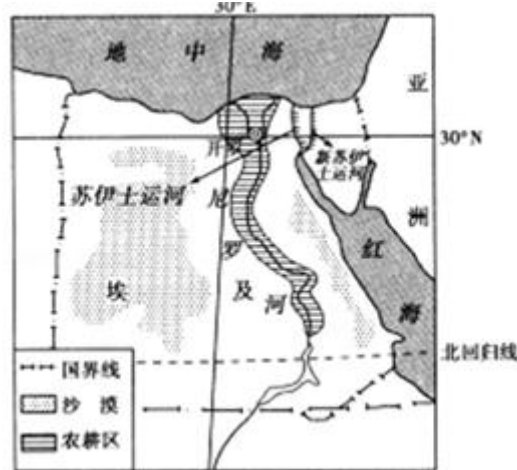 30°E
地中海
亚洲
30°N
开罗
新苏伊
士运河
苏伊士运河
尼罗河
红海
埃及
北回归线
国界线
沙漠
农耕区